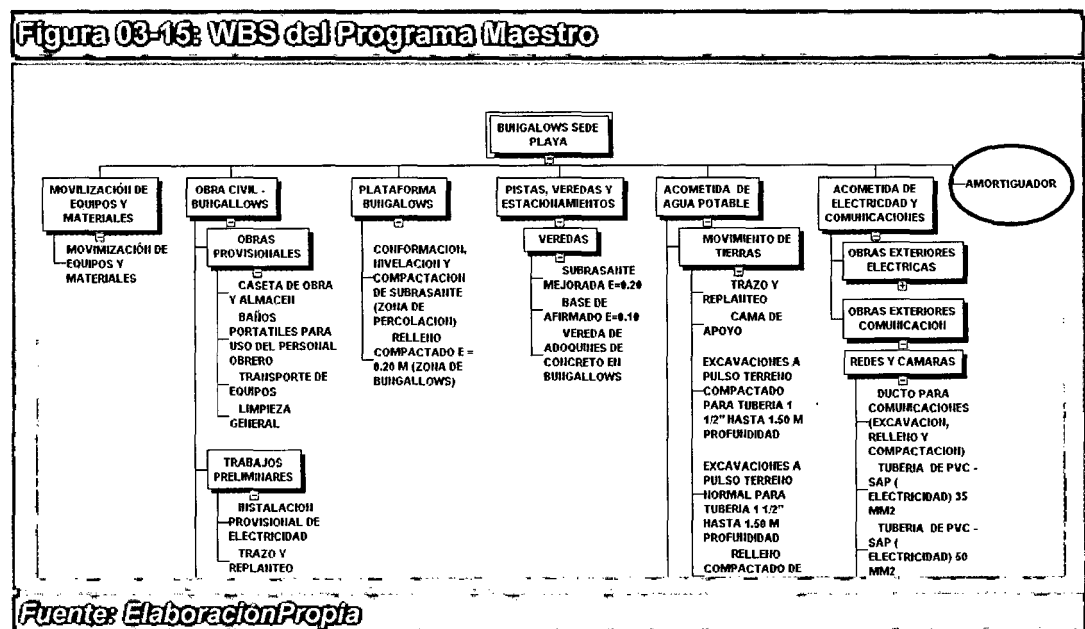 Figura 03-15: WBS del Programa Maestro
BUNGALOWS SEDE
PLAYA
MOVILIZACIÓN DE
EQUIPOS Y
MATERIALES
MOVIMIZACIÓN DE
EQUIPOS Y
MATERIALES
OBRA CIVIL -
BUNGALLOWS
OBRAS
PROVISIONALES
CASETA DE OBRA
Y ALMACEN
BAÑOS
PORTATILES PARA
USO DEL PERSONAL
OBRERO
TRANSPORTE DE
EQUIPOS
LIMPIEZA
GENERAL
TRABAJOS
PRELIMINARES
INSTALACION
PROVISIONAL DE
ELECTRICIDAD
TRAZO Y
REPLANTEO
PLATAFORMA
BUNGALOWS
CONFORMACION,
NIVELACION Y
COMPACTACION
DE SUBRASANTE
(ZONA DE
PERCOLACION)
RELLENO
COMPACTADO E =
0.20 M (ZONA DE
BUNGALLOWS)
PISTAS, VEREDAS Y
ESTACIONAMIENTOS
VEREDAS
SUBRASANTE
MEJORADA E=0.20
BASE DE
AFIRMADO E=0.10
VEREDA DE
ADOQUINES DE
CONCRETO EN
BUNGALLOWS
ACOMETIDA DE
AGUA POTABLE
MOVIMIENTO DE
TIERRAS
TRAZO Y
REPLANTEO
CAMA DE
APOYO
EXCAVACIONES A
PULSO TERRENO
COMPACTADO
PARA TUBERIA 1
1/2" HASTA 1.50 M
PROFUNDIDAD
EXCAVACIONES A
PULSO TERRENO
NORMAL PARA
TUBERIA 1 1/2"
HASTA 1.50 M
PROFUNDIDAD
RELLENO
COMPACTADO DE
ACOMETIDA DE
ELECTRICDAD Y
COMUNICACIONES
OBRAS EXTERIORES
ELECTRICAS
OBRAS EXTERIORES
COMUNICACION
REDES Y CAMARAS
DUCTO PARA
COMUNICACIONES
(EXCAVACION,
RELLENO Y
COMPACTACION)
TUBERIA DE PVC -
SAP (
ELECTRICIDAD) 35
MM2
TUBERIA DE PVC -
SAP (
ELECTRICIDAD) 50
MM2
AMORTIGUADOR
Fuente: ElaboraciónPropia